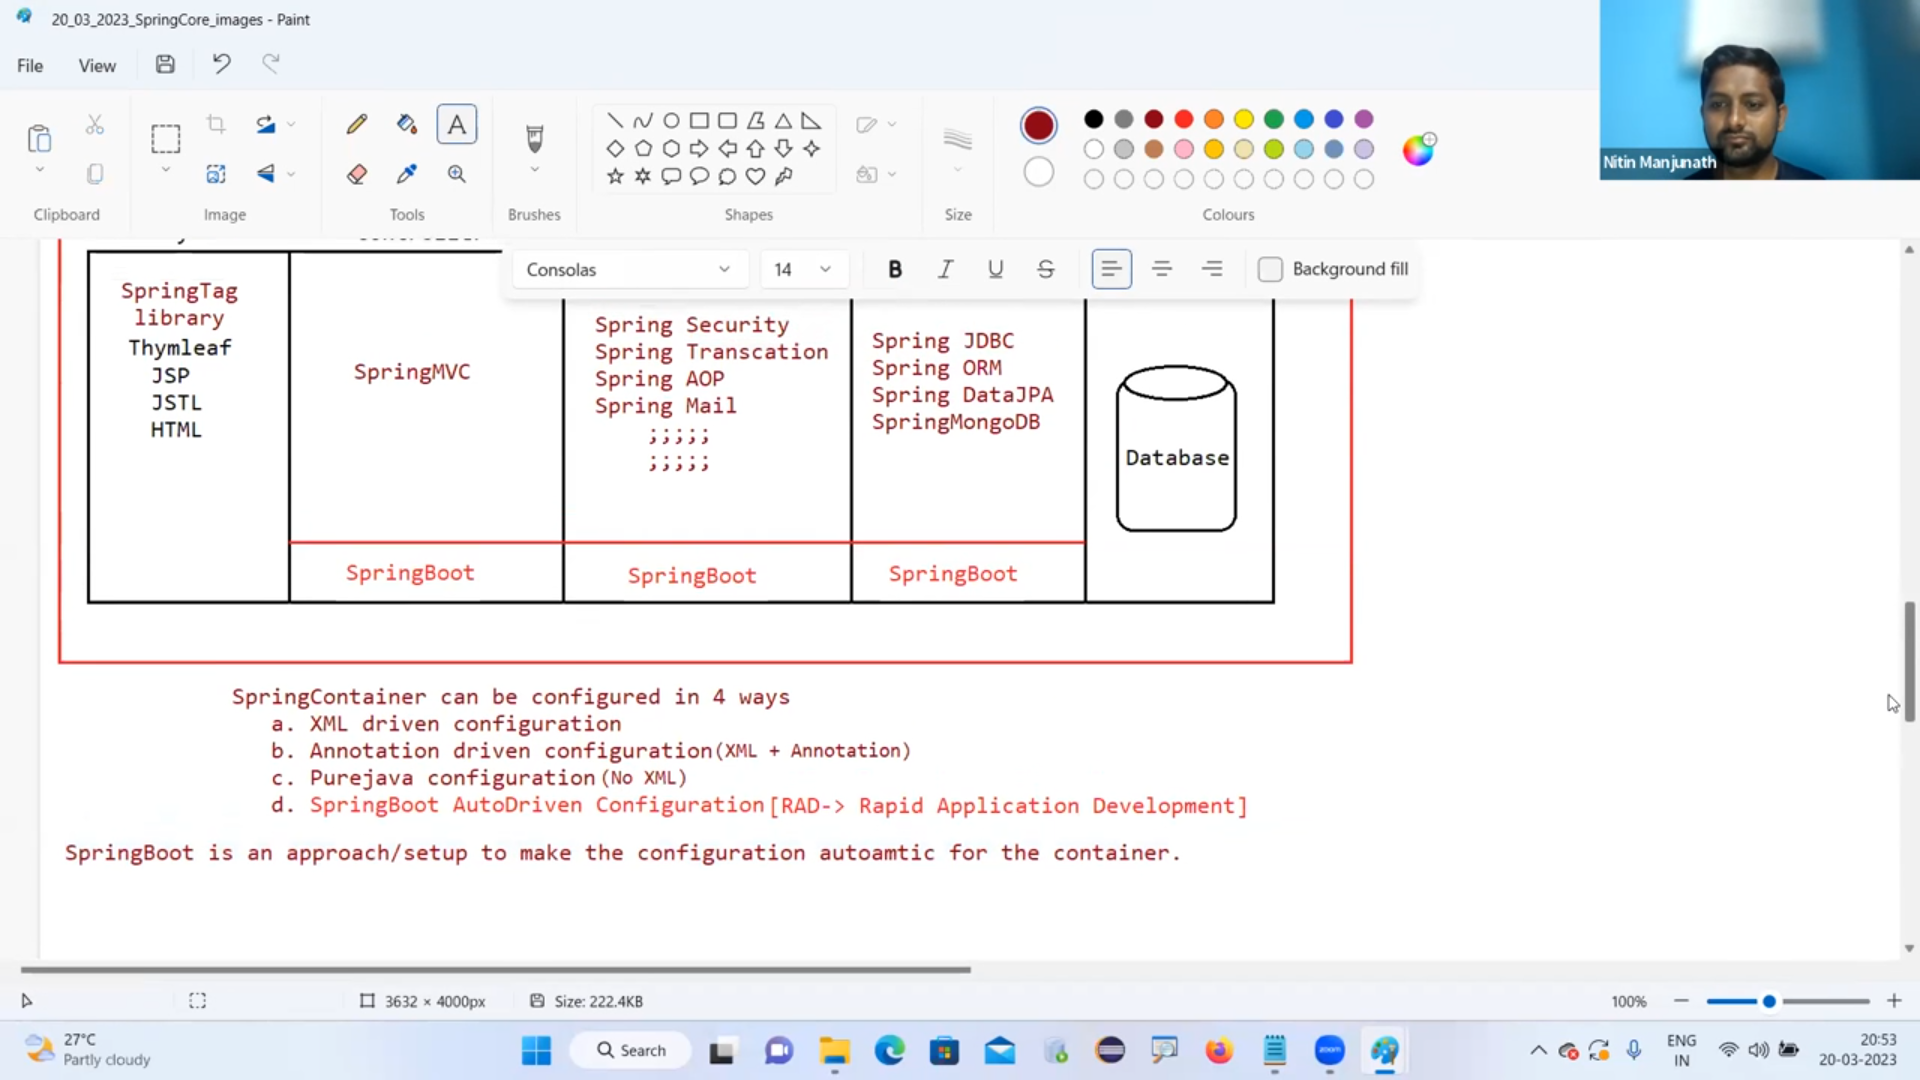 20_03_2023_SpringCore_images - Paint
File
View
Clipboard
Image
Tools
Brushes
Shapes
Size
Colours
Nitin Manjunath
Consolas
14
B
I
U
S
Background fill
SpringTag
library
Thymleaf
JSP
JSTL
HTML
SpringMVC
Spring Security
Spring Transcation
Spring AOP
Spring Mail
;;;;;
;;;;;
Spring JDBC
Spring ORM
Spring DataJPA
SpringMongoDB
Database
SpringBoot
SpringBoot
SpringBoot
SpringContainer can be configured in 4 ways
a. XML driven configuration
b. Annotation driven configuration(XML + Annotation)
c. Purejava configuration(No XML)
d. SpringBoot AutoDriven Configuration[RAD-> Rapid Application Development]
SpringBoot is an approach/setup to make the configuration autoamtic for the container.
3632 × 4000px
Size: 222.4KB
100%
27°C
Partly cloudy
Search
zoom
ENG
IN
20:53
20-03-2023